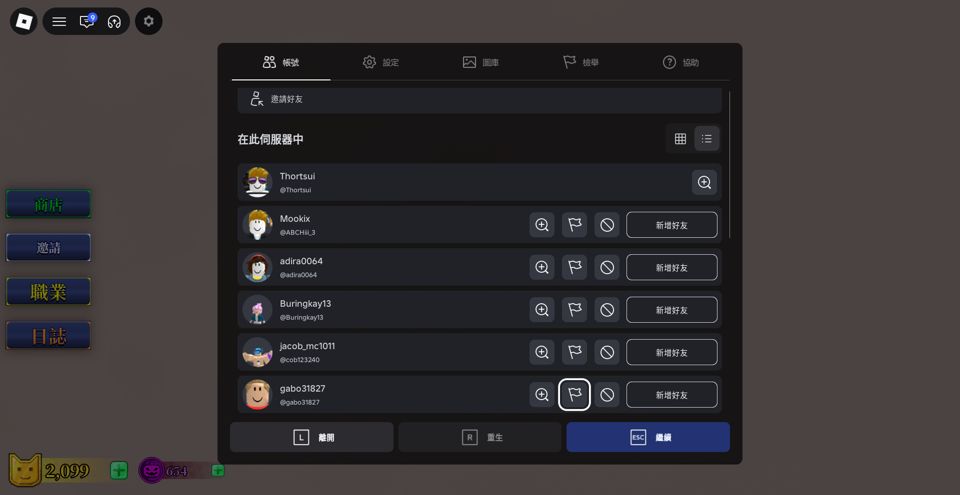 9
帳號
設定
圖庫
檢舉
協助
邀請好友
在此伺服器中
Thortsui
@Thortsui
Mookix
@ABCHiii_3
新增好友
adira0064
@adira0064
新增好友
Buringkay13
@Buringkay13
新增好友
jacob_mc1011
@cob123240
新增好友
gabo31827
@gabo31827
新增好友
L 離開
R 重生
ESC 繼續
商店
邀請
職業
日誌
2,099
654